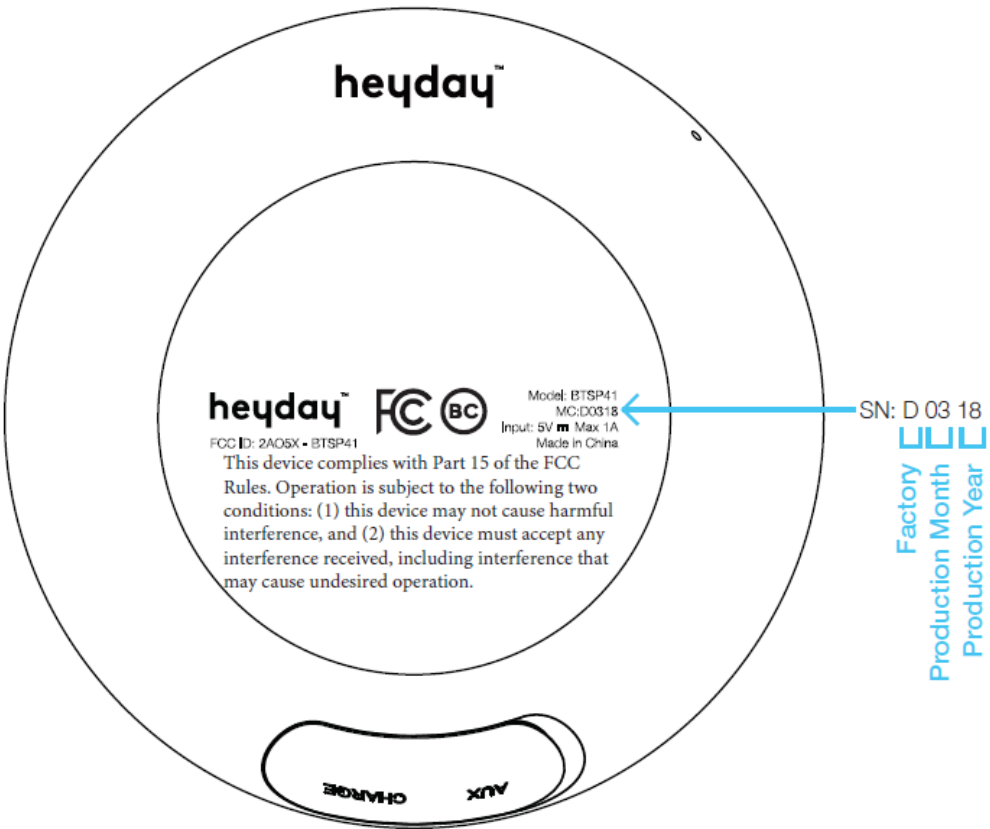 heyday™
heyday™
FC
BC
Model: BTSP41
MC:D0318
Input: 5V ⎓ Max 1A
Made in China
FCC ID: 2AO5X - BTSP41
This device complies with Part 15 of the FCC
Rules. Operation is subject to the following two
conditions: (1) this device may not cause harmful
interference, and (2) this device must accept any
interference received, including interference that
may cause undesired operation.
SN: D 03 18
Factory
Production Month
Production Year
CHARGE
AUX